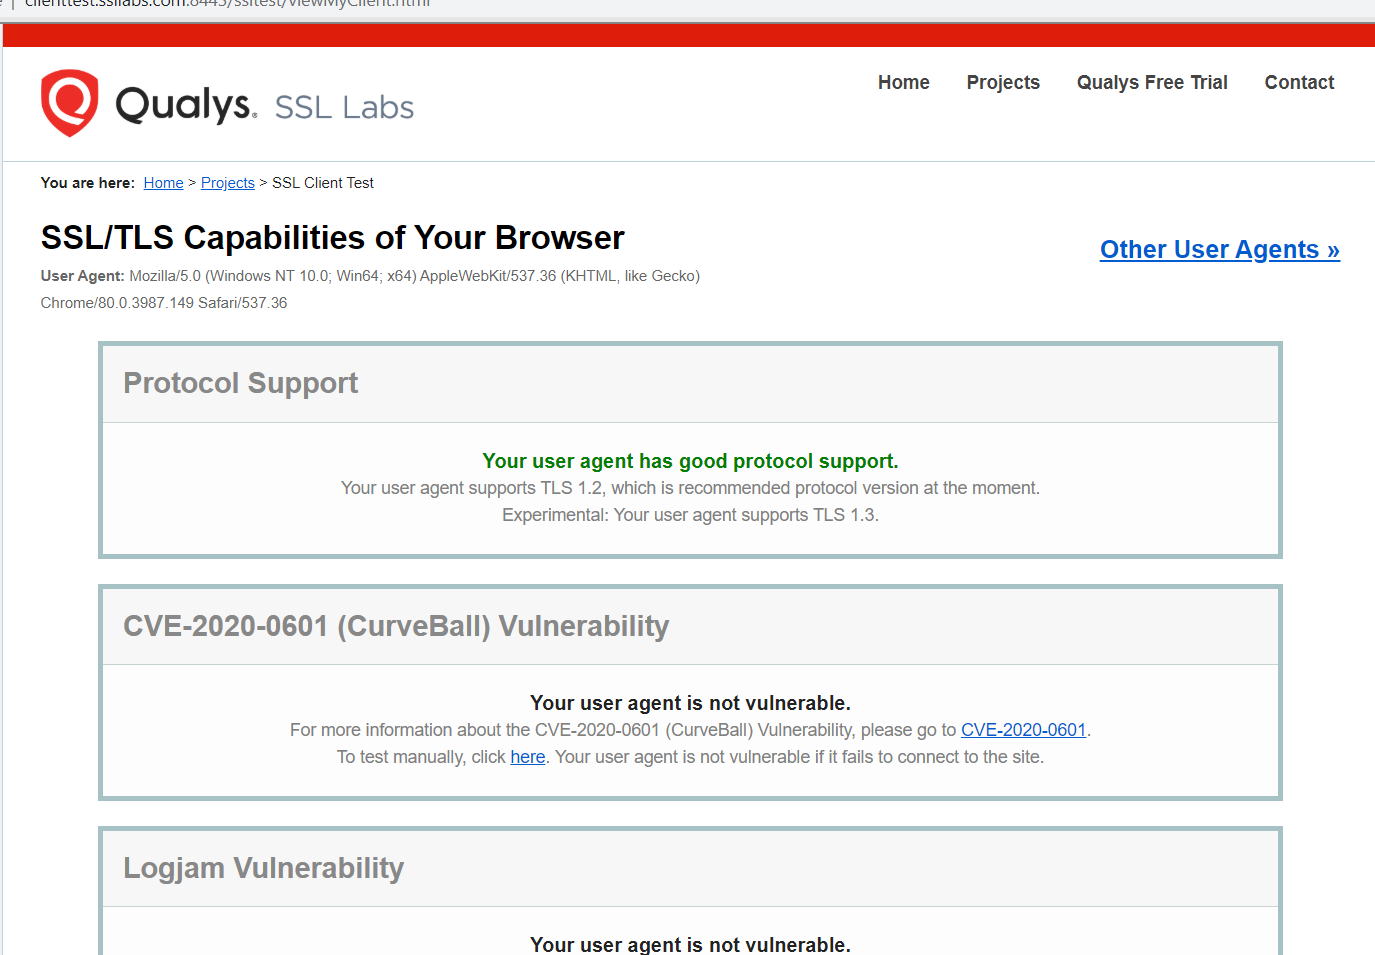 clienttest.ssllabs.com:8443/ssltest/viewMyClient.html
Qualys. SSL Labs
Home Projects Qualys Free Trial Contact
You are here: Home > Projects > SSL Client Test
SSL/TLS Capabilities of Your Browser
Other User Agents »
User Agent: Mozilla/5.0 (Windows NT 10.0; Win64; x64) AppleWebKit/537.36 (KHTML, like Gecko)
Chrome/80.0.3987.149 Safari/537.36
Protocol Support
Your user agent has good protocol support.
Your user agent supports TLS 1.2, which is recommended protocol version at the moment.
Experimental: Your user agent supports TLS 1.3.
CVE-2020-0601 (CurveBall) Vulnerability
Your user agent is not vulnerable.
For more information about the CVE-2020-0601 (CurveBall) Vulnerability, please go to CVE-2020-0601.
To test manually, click here. Your user agent is not vulnerable if it fails to connect to the site.
Logjam Vulnerability
Your user agent is not vulnerable.